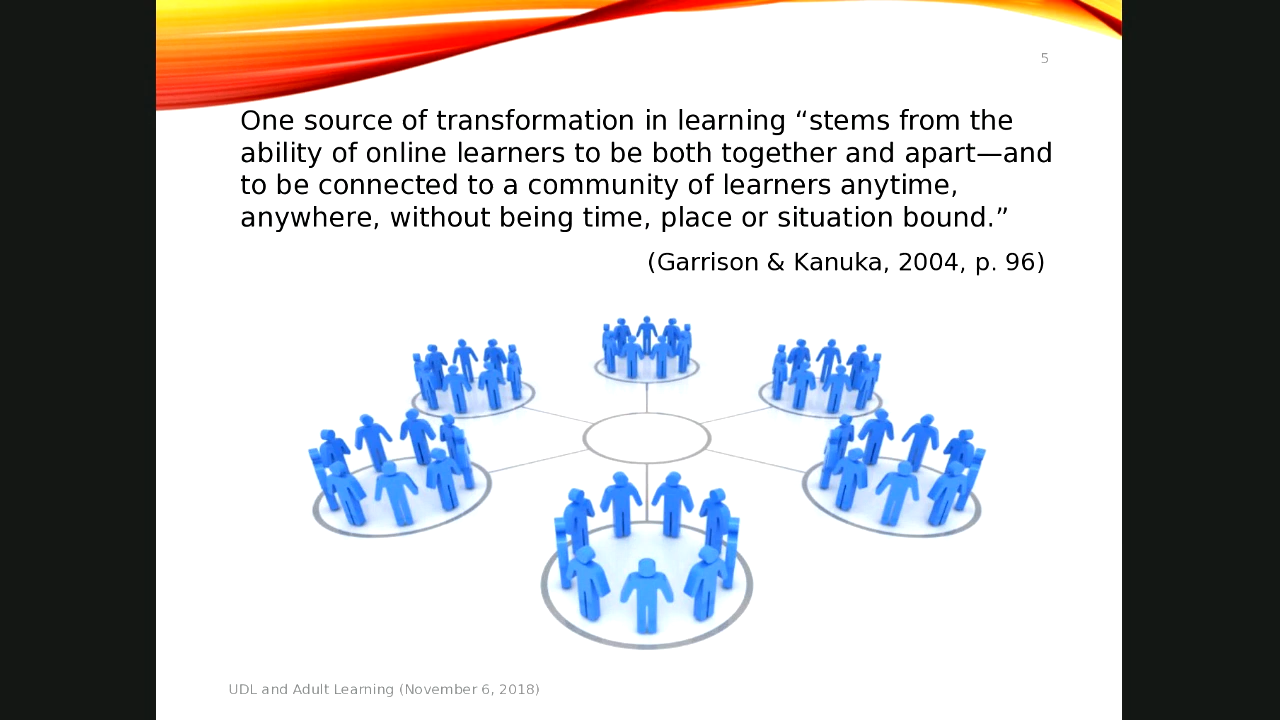 5
One source of transformation in learning “stems from the
ability of online learners to be both together and apart—and
to be connected to a community of learners anytime,
anywhere, without being time, place or situation bound.”
(Garrison & Kanuka, 2004, p. 96)
UDL and Adult Learning (November 6, 2018)